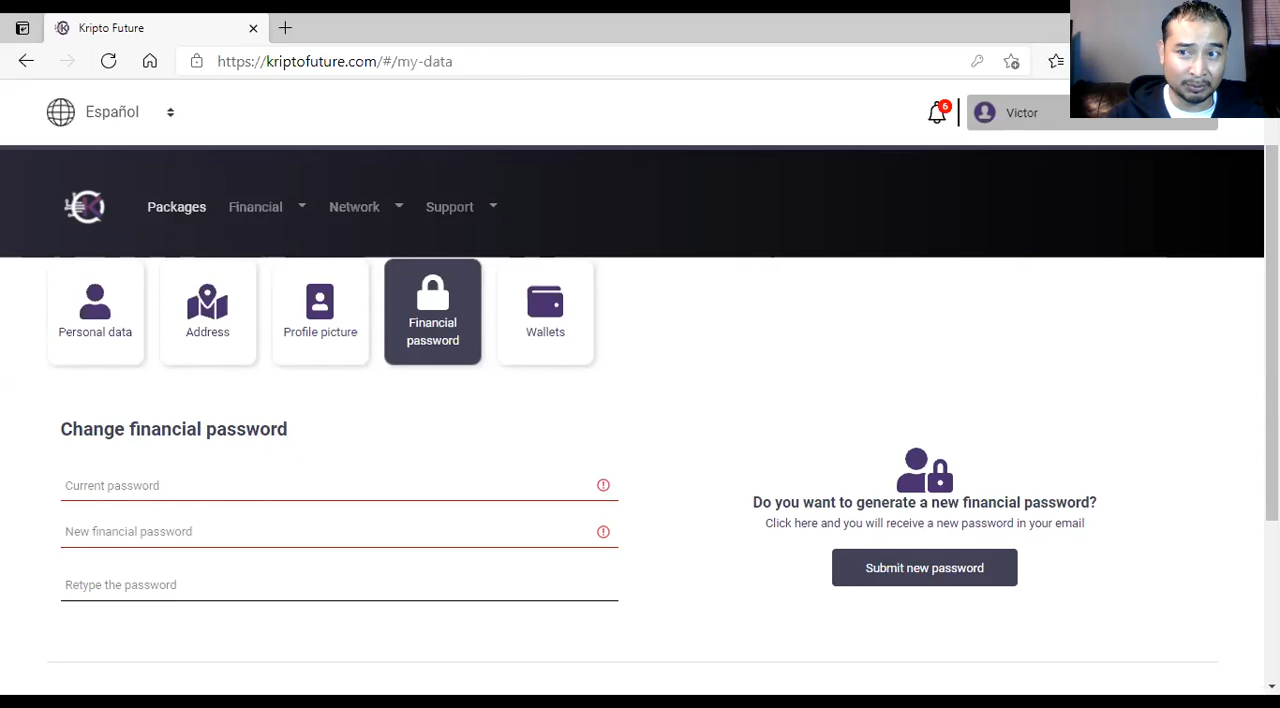 Kripto Future
https://kriptofuture.com/#/my-data
Español
6
Victor
Packages
Financial
Network
Support
Personal data
Address
Profile picture
Financial
password
Wallets
Change financial password
Current password
New financial password
Retype the password
Do you want to generate a new financial password?
Click here and you will receive a new password in your email
Submit new password